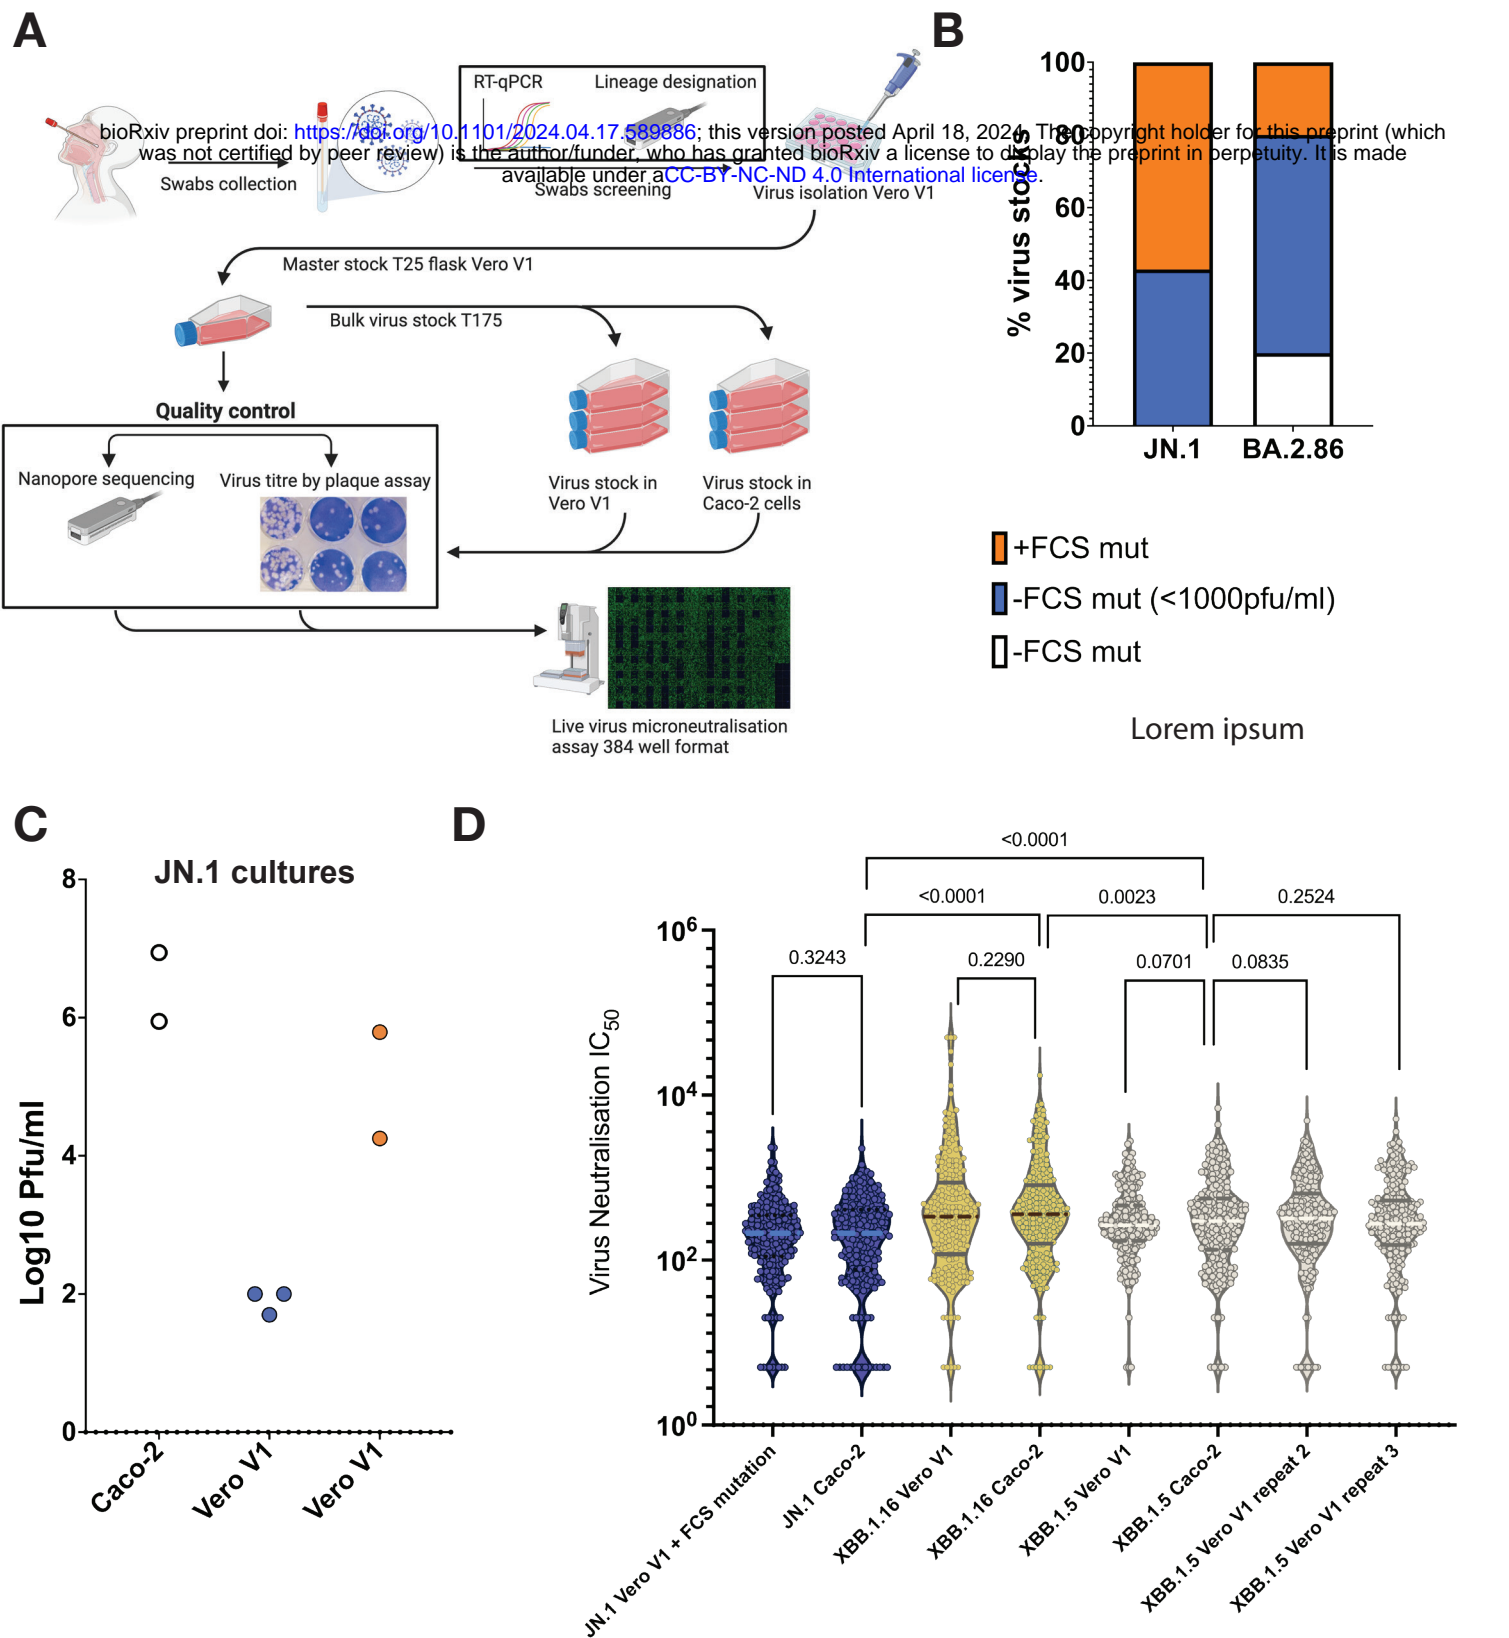 A
B
RT-qPCR
Lineage designation
bioRxiv preprint doi: https://doi.org/10.1101/2024.04.17.589886; this version posted April 18, 2024. The copyright holder for this preprint (which
was not certified by peer review) is the author/funder, who has granted bioRxiv a license to display the preprint in perpetuity. It is made
available under aCC-BY-NC-ND 4.0 International license.
Swabs collection
Swabs screening
Virus isolation Vero V1
Master stock T25 flask Vero V1
Bulk virus stock T175
Quality control
Nanopore sequencing
Virus titre by plaque assay
Virus stock in
Vero V1
Virus stock in
Caco-2 cells
Live virus microneutralisation
assay 384 well format
% virus stocks
100
80
60
40
20
0
JN.1
BA.2.86
+FCS mut
-FCS mut (<1000pfu/ml)
-FCS mut
Lorem ipsum
C
JN.1 cultures
Log10 Pfu/ml
8
6
4
2
0
Caco-2
Vero V1
Vero V1
D
<0.0001
<0.0001
0.0023
0.2524
0.3243
0.2290
0.0701
0.0835
Virus Neutralisation IC50
10^6
10^4
10^2
10^0
JN.1 Vero V1 + FCS mutation
JN.1 Caco-2
XBB.1.16 Vero V1
XBB.1.16 Caco-2
XBB.1.5 Vero V1
XBB.1.5 Caco-2
XBB.1.5 Vero V1 repeat 2
XBB.1.5 Vero V1 repeat 3